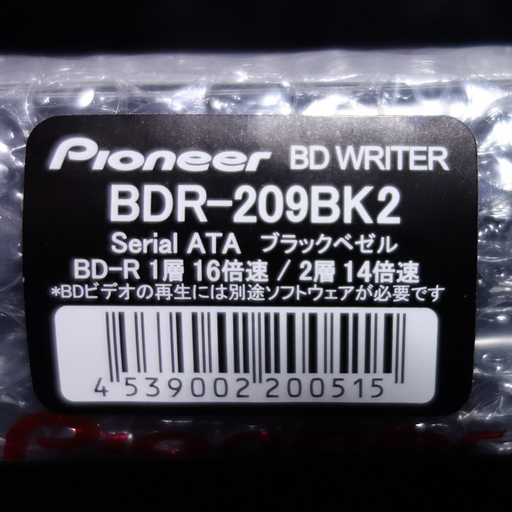 Pioneer BD WRITER
BDR-209BK2
Serial ATA ブラックベゼル
BD-R 1層 16倍速 / 2層 14倍速
*BDビデオの再生には別途ソフトウェアが必要です
4 539002 200515
Pioneer